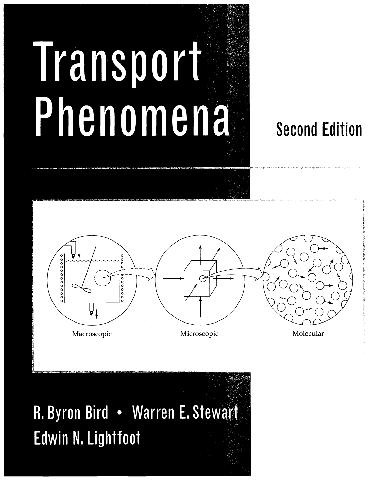 Transport
Phenomena
Second Edition
Macroscopic
Microscopic
Molecular
R. Byron Bird • Warren E. Stewart
Edwin N. Lightfoot